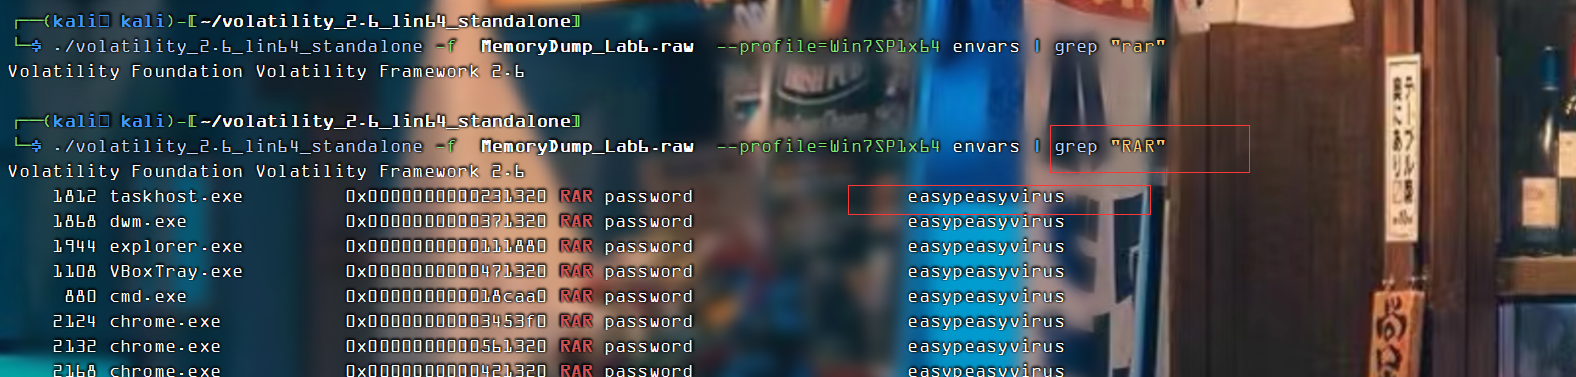 ┌──(kali㉿ kali)-[~/volatility_2.6_lin64_standalone]
└─$ ./volatility_2.6_lin64_standalone -f  MemoryDump_Lab6.raw  --profile=Win7SP1x64 envars | grep "rar"
Volatility Foundation Volatility Framework 2.6
┌──(kali㉿ kali)-[~/volatility_2.6_lin64_standalone]
└─$ ./volatility_2.6_lin64_standalone -f  MemoryDump_Lab6.raw  --profile=Win7SP1x64 envars | grep "RAR"
Volatility Foundation Volatility Framework 2.6
1812 taskhost.exe 0x0000000000231320 RAR password easypeasyvirus
1868 dwm.exe 0x0000000000371320 RAR password easypeasyvirus
1944 explorer.exe 0x0000000000111880 RAR password easypeasyvirus
1108 VBoxTray.exe 0x0000000000471320 RAR password easypeasyvirus
880 cmd.exe 0x000000000018caa0 RAR password easypeasyvirus
2124 chrome.exe 0x00000000003453f0 RAR password easypeasyvirus
2132 chrome.exe 0x0000000000561320 RAR password easypeasyvirus
2168 chrome.exe 0x0000000000421320 RAR password easypeasyvirus